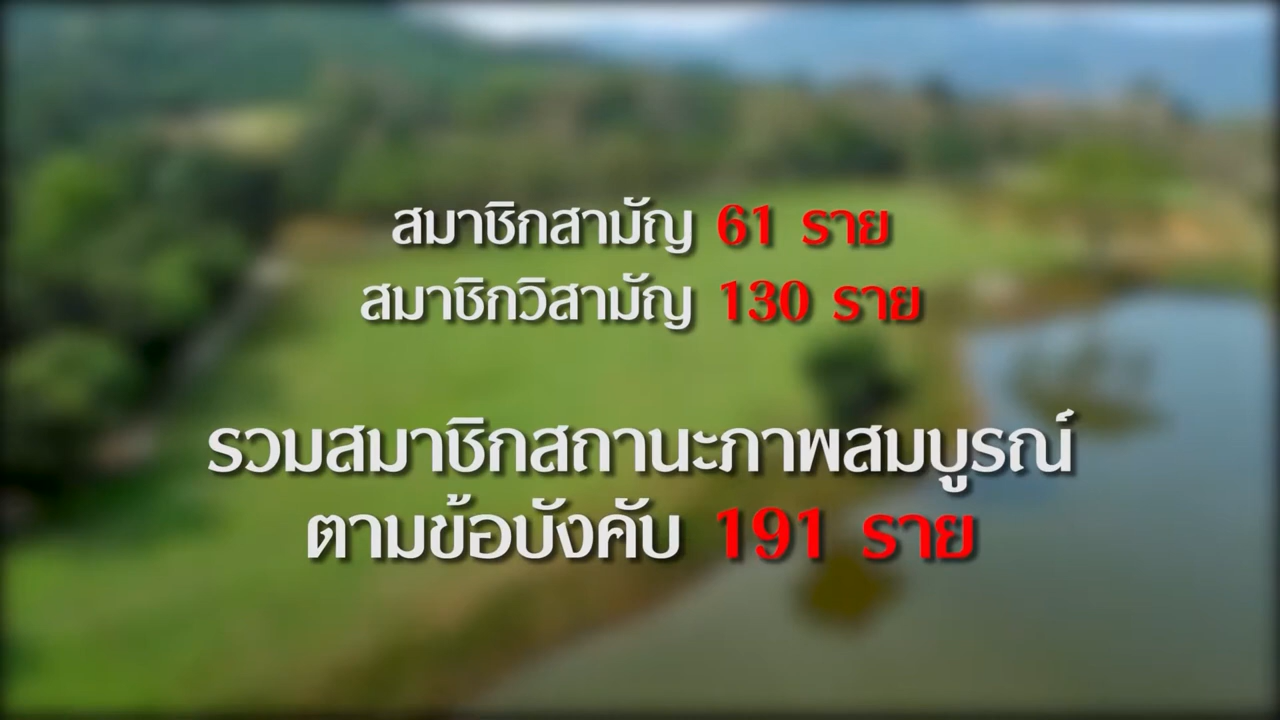 สมาชิกสามัญ 61 ราย
สมาชิกวิสามัญ 130 ราย
รวมสมาชิกสถานะภาพสมบูรณ์
ตามข้อบังคับ 191 ราย